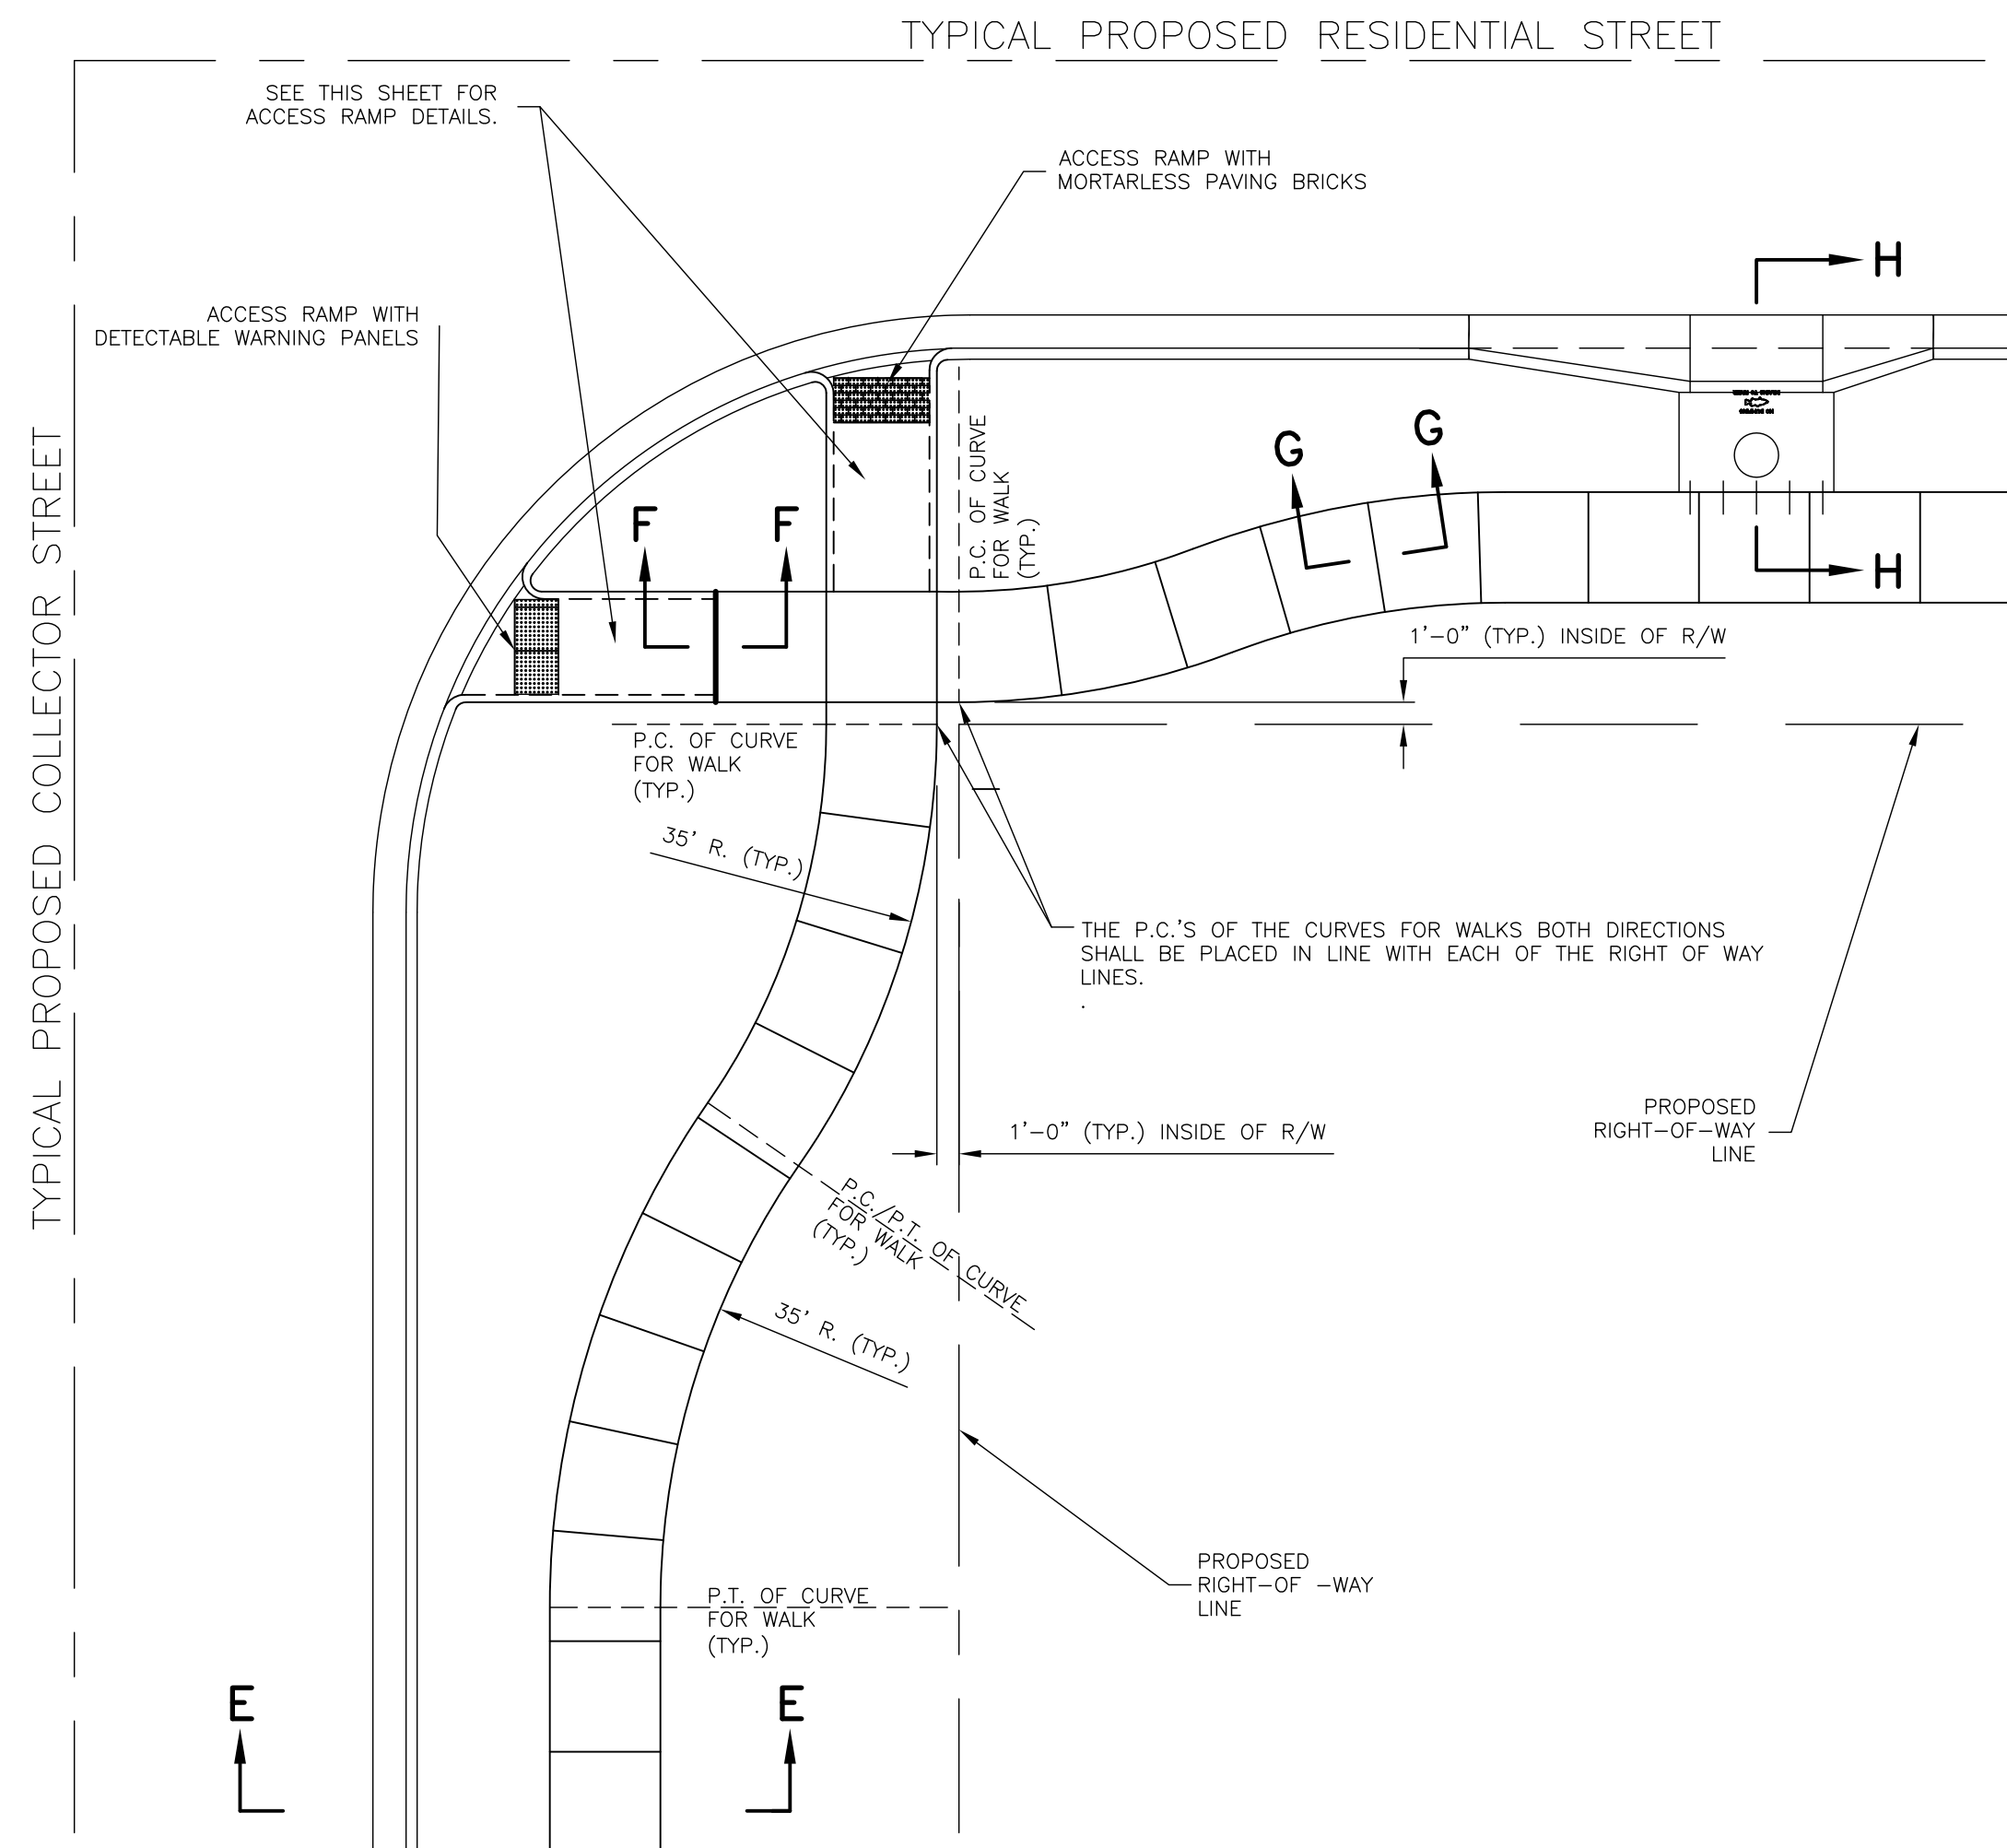 TYPICAL PROPOSED RESIDENTIAL STREET
SEE THIS SHEET FOR
ACCESS RAMP DETAILS.
ACCESS RAMP WITH
MORTARLESS PAVING BRICKS
H
ACCESS RAMP WITH
DETECTABLE WARNING PANELS
G
G
P.C. OF CURVE
FOR WALK
(TYP.)
F
F
H
TYPICAL PROPOSED COLLECTOR STREET
1'-0" (TYP.) INSIDE OF R/W
P.C. OF CURVE
FOR WALK
(TYP.)
35' R. (TYP.)
THE P.C.'S OF THE CURVES FOR WALKS BOTH DIRECTIONS
SHALL BE PLACED IN LINE WITH EACH OF THE RIGHT OF WAY
LINES.
.
1'-0" (TYP.) INSIDE OF R/W
PROPOSED
RIGHT-OF-WAY
LINE
P.C./P.T. OF CURVE
FOR WALK
(TYP.)
35' R. (TYP.)
PROPOSED
RIGHT-OF -WAY
LINE
P.T. OF CURVE
FOR WALK
(TYP.)
E
E